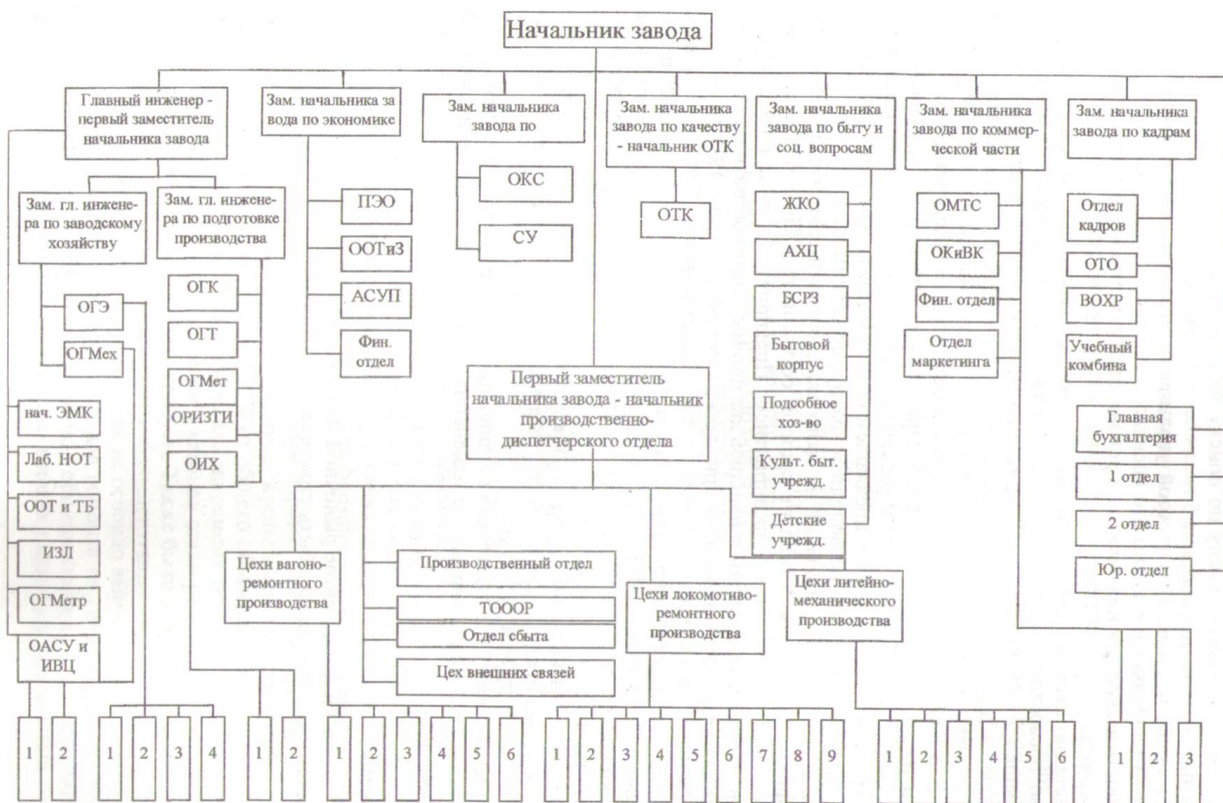 Начальник завода
Главный инженер -
первый заместитель
начальника завода
Зам. начальника за
вода по экономике
Зам. начальника
завода по
Зам. начальника
завода по качеству
- начальник ОТК
Зам. начальника
завода по быту и
соц. вопросам
Зам. начальника
завода по коммер-
ческой части
Зам. начальника
завода по кадрам
Зам. гл. инжене-
ра по заводскому
хозяйству
Зам. гл. инжене-
ра по подготовке
производства
ОГЭ
ОГМех
ОГК
ОГТ
ОГМет
ОРИЗТИ
ОИХ
ПЭО
ООТиЗ
АСУП
Фин.
отдел
ОКС
СУ
ОТК
ЖКО
АХЦ
БСРЗ
Бытовой
корпус
Подсобное
хоз-во
Культ. быт.
учрежд.
Детские
учрежд.
ОМТС
ОКиВК
Фин. отдел
Отдел
маркетинга
Отдел
кадров
ОТО
ВОХР
Учебный
комбина
Главная
бухгалтерия
1 отдел
2 отдел
Юр. отдел
нач. ЭМК
Лаб. НОТ
ООТ и ТБ
ИЗЛ
ОГМетр
ОАСУ и
ИВЦ
Первый заместитель
начальника завода - начальник
производственно-
диспетчерского отдела
Цехи вагоно-
ремонтного
производства
Производственный отдел
ТОООР
Отдел сбыта
Цех внешних связей
Цехи локомотиво-
ремонтного
производства
Цехи литейно-
механического
производства
1 2
1 2 3 4
1 2
1 2 3 4 5 6
1 2 3 4 5 6 7 8 9
1 2 3 4 5 6
1 2 3